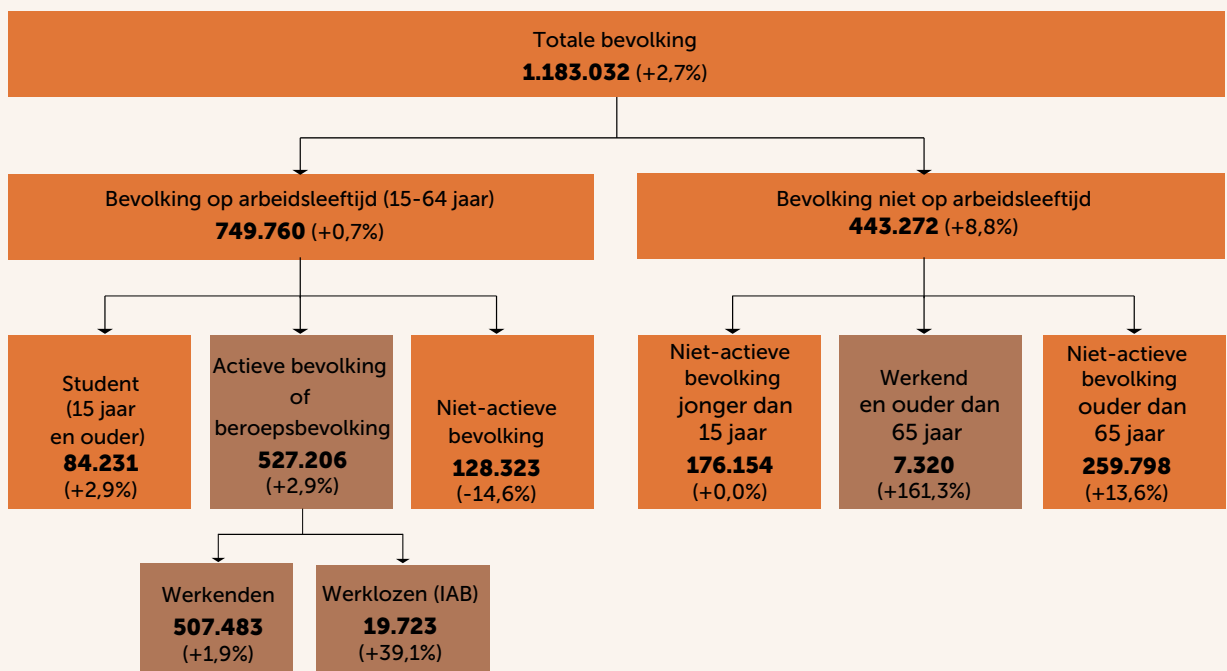 Totale bevolking
1.183.032 (+2,7%)
Bevolking op arbeidsleeftijd (15-64 jaar)
749.760 (+0,7%)
Bevolking niet op arbeidsleeftijd
443.272 (+8,8%)
Student
(15 jaar
en ouder)
84.231
(+2,9%)
Actieve bevolking
of
beroepsbevolking
527.206
(+2,9%)
Niet-actieve
bevolking
128.323
(-14,6%)
Niet-actieve
bevolking
jonger dan
15 jaar
176.154
(+0,0%)
Werkend
en ouder dan
65 jaar
7.320
(+161,3%)
Niet-actieve
bevolking
ouder dan
65 jaar
259.798
(+13,6%)
Werkenden
507.483
(+1,9%)
Werklozen (IAB)
19.723
(+39,1%)